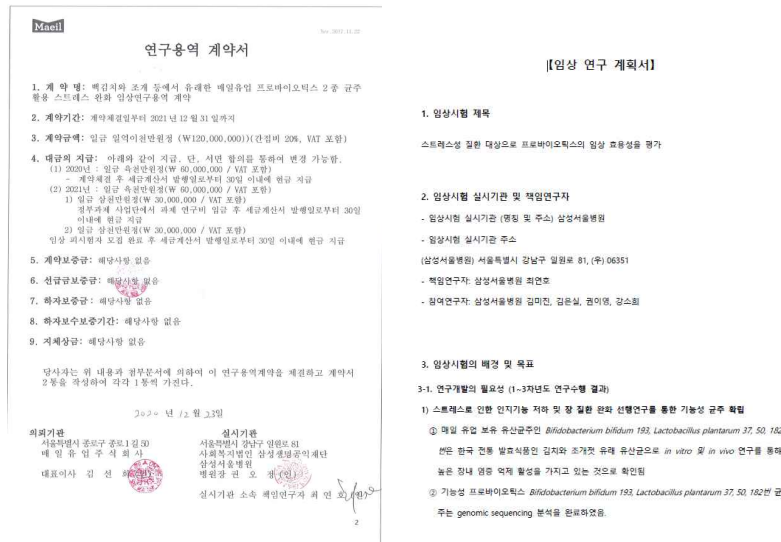 Maeil
연구용역 계약서
1. 계 약 명: 백김치와 조개 등에서 유래한 매일유업 프로바이오틱스 2종 균주
활용 스트레스 완화 임상연구용역 계약
2. 계약기간: 계약체결일부터 2021년 12월 31일까지
3. 계약금액: 일금 일억이천만원정 (₩120,000,000))(간접비 20%, VAT 포함)
4. 대금의 지급: 아래와 같이 지급, 단, 서면 합의를 통하여 변경 가능함.
(1) 2020년 : 일금 육천만원정(₩ 60,000,000 / VAT 포함)
- 계약체결 후 세금계산서 발행일로부터 30일 이내에 현금 지급
(2) 2021년 : 일금 육천만원정(₩ 60,000,000 / VAT 포함)
1) 일금 삼천만원정(₩ 30,000,000 / VAT 포함)
정부과제 사업단에서 과제 연구비 입금 후 세금계산서 발행일로부터 30일
이내에 현금 지급
2) 일금 삼천만원정(₩ 30,000,000 / VAT 포함)
임상 피시험자 모집 완료 후 세금계산서 발행일로부터 30일 이내에 현금 지급
5. 계약보증금: 해당사항 없음
6. 선급금보증금: 해당사항 없음
7. 하자보증금: 해당사항 없음
8. 하자보수보증기간: 해당사항 없음
9. 지체상금: 해당사항 없음
당사자는 위 내용과 첨부문서에 의하여 이 연구용역계약을 체결하고 계약서
2통을 작성하여 각각 1통씩 가진다.
2020 년 12월 23일
의뢰기관
서울특별시 종로구 종로1길 50
매 일 유 업 주 식 회 사
대표이사 김 선 희 (인)
실시기관
서울특별시 강남구 일원로 81
사회복지법인 삼성생명공익재단
삼성서울병원
병원장 권 오 정 (인)
실시기관 소속 책임연구자 최 연 호 (인)
2
【임상 연구 계획서】
1. 임상시험 제목
스트레스성 질환 대상으로 프로바이오틱스의 임상 효용성을 평가
2. 임상시험 실시기관 및 책임연구자
- 임상시험 실시기관 (명칭 및 주소) 삼성서울병원
- 임상시험 실시기관 주소
(삼성서울병원) 서울특별시 강남구 일원로 81, (우) 06351
- 책임연구자: 삼성서울병원 최연호
- 참여연구자: 삼성서울병원 김미진, 김은실, 권이영, 강소희
3. 임상시험의 배경 및 목표
3-1. 연구개발의 필요성 (1~3차년도 연구수행 결과)
1) 스트레스로 인한 인지기능 저하 및 장 질환 완화 선행연구를 통한 기능성 균주 확립
① 매일 유업 보유 유산균주인 Bifidobacterium bifidum 193, Lactobacillus plantarum 37, 50, 182
번은 한국 전통 발효식품인 김치와 조개젓 유래 유산균으로 in vitro 및 in vivo 연구를 통해
높은 장내 염증 억제 활성을 가지고 있는 것으로 확인됨
② 기능성 프로바이오틱스 Bifidobacterium bifidum 193, Lactobacillus plantarum 37, 50, 182번 균
주는 genomic sequencing 분석을 완료하였음.